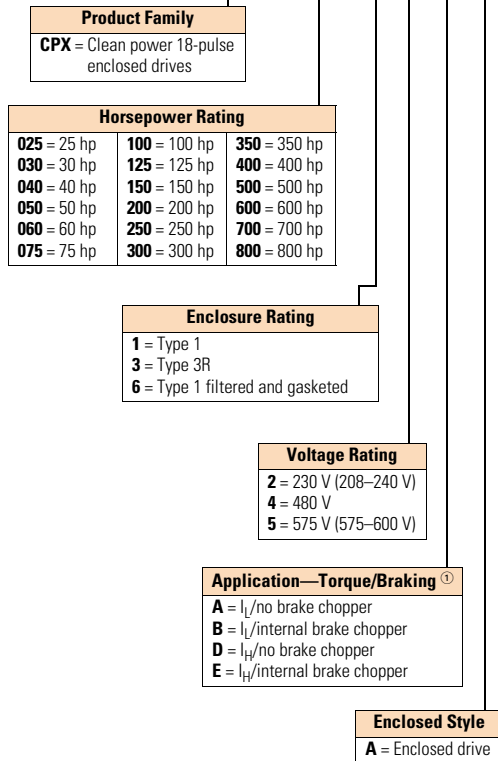 Product Family
CPX = Clean power 18-pulse
enclosed drives
Horsepower Rating
025 = 25 hp 100 = 100 hp 350 = 350 hp
030 = 30 hp 125 = 125 hp 400 = 400 hp
040 = 40 hp 150 = 150 hp 500 = 500 hp
050 = 50 hp 200 = 200 hp 600 = 600 hp
060 = 60 hp 250 = 250 hp 700 = 700 hp
075 = 75 hp 300 = 300 hp 800 = 800 hp
Enclosure Rating
1 = Type 1
3 = Type 3R
6 = Type 1 filtered and gasketed
Voltage Rating
2 = 230 V (208–240 V)
4 = 480 V
5 = 575 V (575–600 V)
Application—Torque/Braking ①
A = I_L/no brake chopper
B = I_L/internal brake chopper
D = I_H/no brake chopper
E = I_H/internal brake chopper
Enclosed Style
A = Enclosed drive